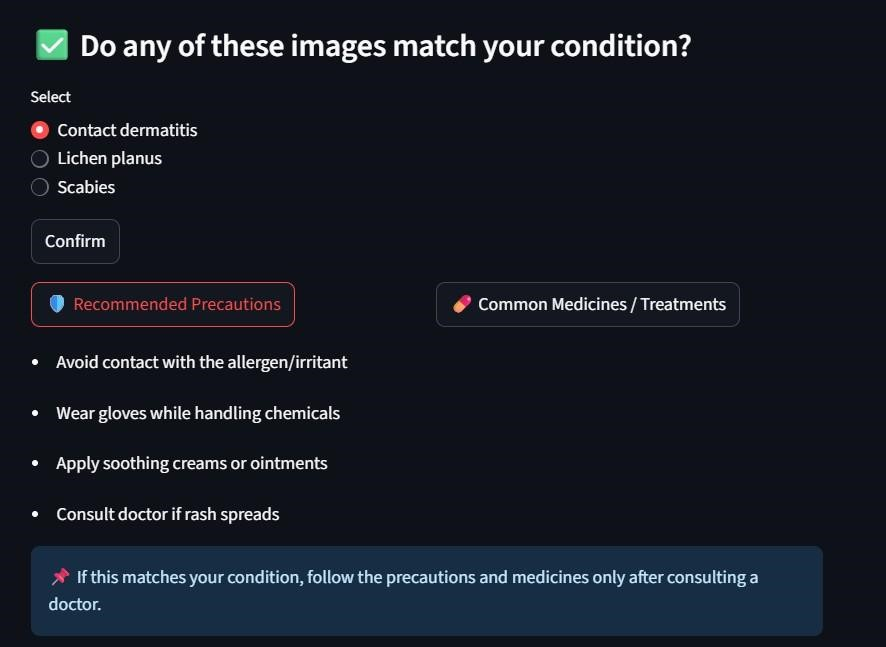 ✅ Do any of these images match your condition?
Select
Contact dermatitis
Lichen planus
Scabies
Confirm
🛡️ Recommended Precautions
💊 Common Medicines / Treatments
• Avoid contact with the allergen/irritant
• Wear gloves while handling chemicals
• Apply soothing creams or ointments
• Consult doctor if rash spreads
📌 If this matches your condition, follow the precautions and medicines only after consulting a
doctor.